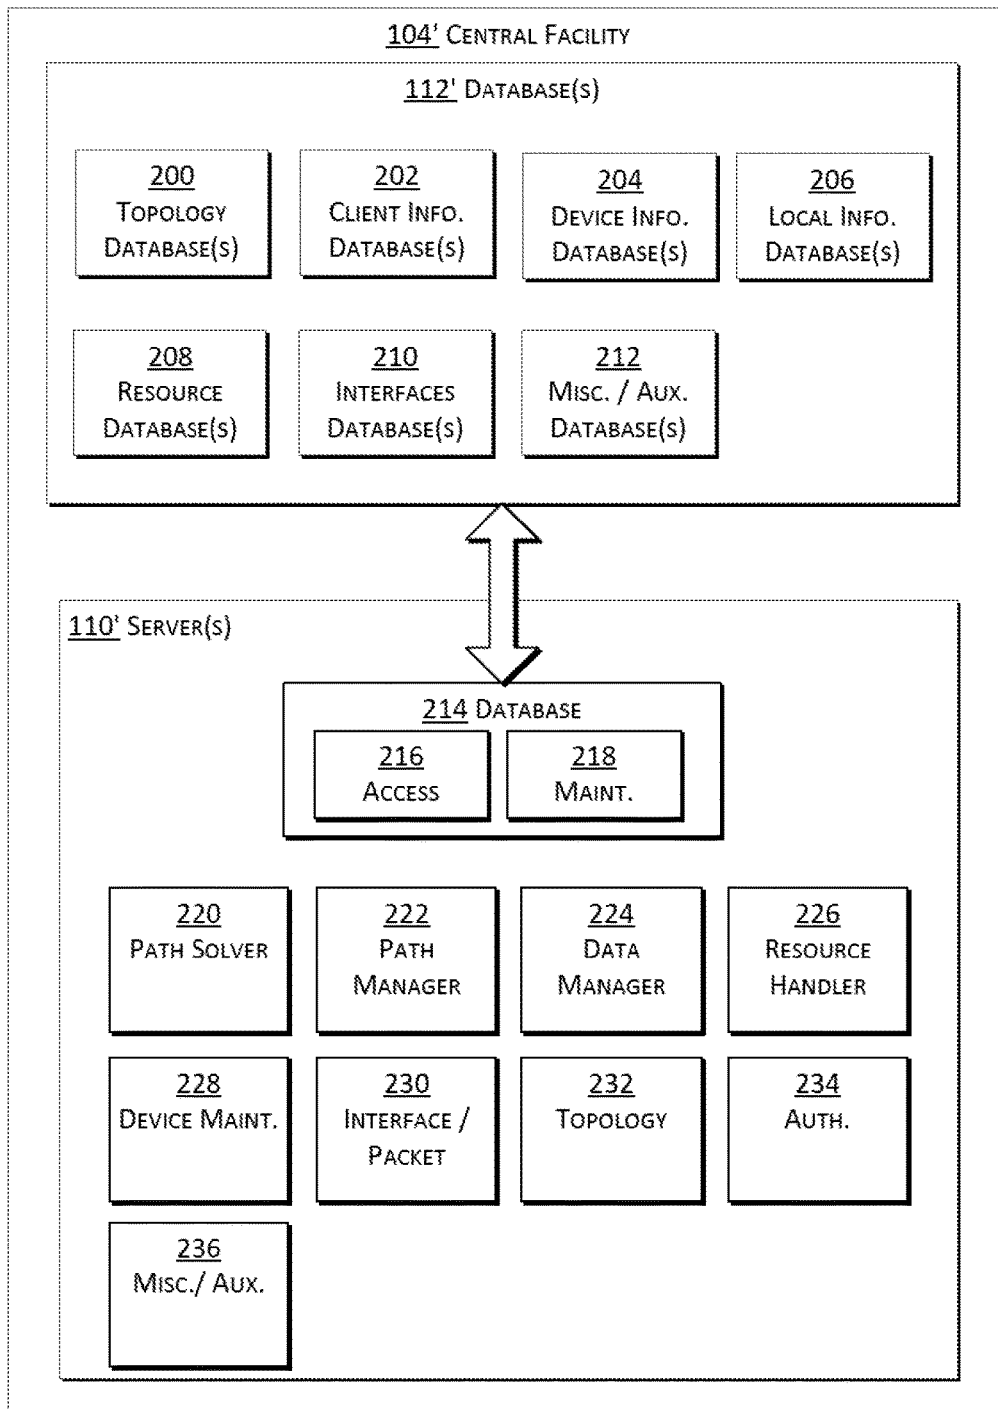 104' CENTRAL FACILITY
112' DATABASE(S)
200
TOPOLOGY
DATABASE(S)
202
CLIENT INFO.
DATABASE(S)
204
DEVICE INFO.
DATABASE(S)
206
LOCAL INFO.
DATABASE(S)
208
RESOURCE
DATABASE(S)
210
INTERFACES
DATABASE(S)
212
MISC. / AUX.
DATABASE(S)
110' SERVER(S)
214 DATABASE
216
ACCESS
218
MAINT.
220
PATH SOLVER
222
PATH
MANAGER
224
DATA
MANAGER
226
RESOURCE
HANDLER
228
DEVICE MAINT.
230
INTERFACE /
PACKET
232
TOPOLOGY
234
AUTH.
236
MISC./ AUX.